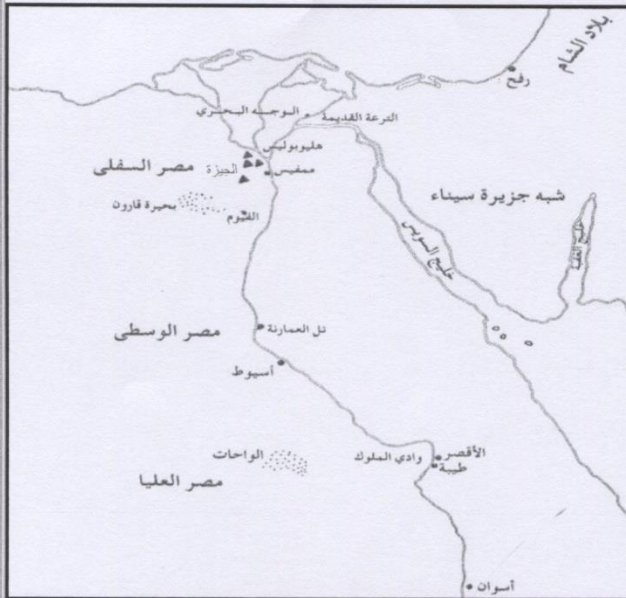 بلاد الشام
رفح
الوجه البحري
الترعة القديمة
هليوبوليس
الجيزة
مصر السفلى
ممفيس
شبه جزيرة سيناء
بحيرة قارون
الفيوم
خليج السويس
خليج العقبة
تل العمارنة
مصر الوسطى
أسيوط
الأقصر
وادي الملوك
طيبة
الواحات
مصر العليا
أسوان